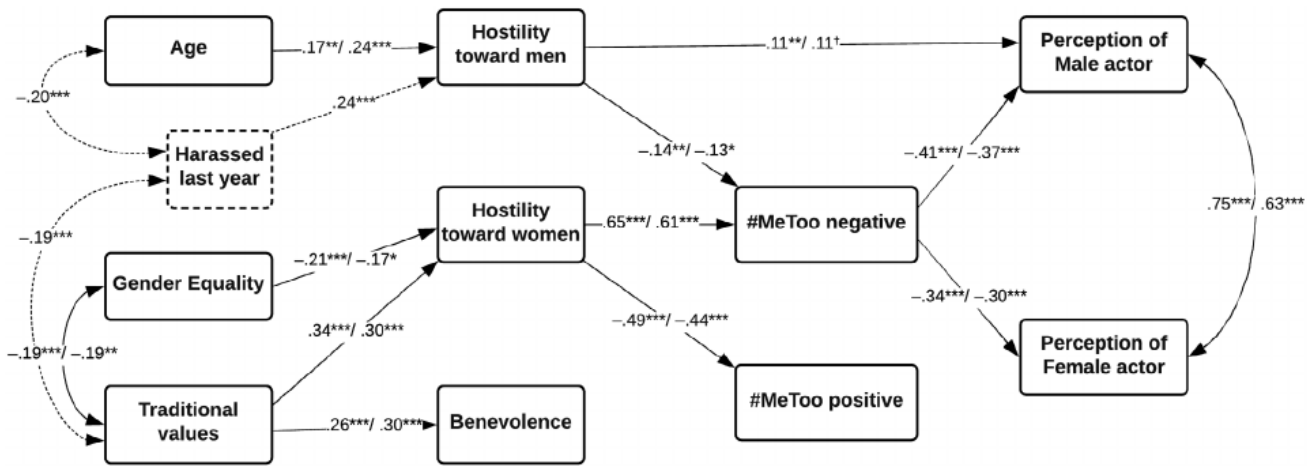 Age
.17**/ .24***
Hostility
toward men
.11**/ .11†
Perception of
Male actor
–.20***
.24***
Harassed
last year
–.14**/ –.13*
–.41***/ –.37***
–.19***
Hostility
toward women
.65***/ .61***
#MeToo negative
.75***/ .63***
Gender Equality
–.21***/ –.17*
–.34***/ –.30***
.34***/ .30***
–.49***/ –.44***
–.19***/ –.19**
Perception of
Female actor
Traditional
values
.26***/ .30***
Benevolence
#MeToo positive